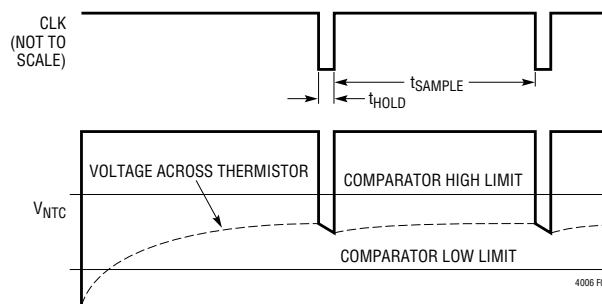 CLK
(NOT TO
SCALE)
tSAMPLE
tHOLD
VOLTAGE ACROSS THERMISTOR
COMPARATOR HIGH LIMIT
VNTC
COMPARATOR LOW LIMIT
4006